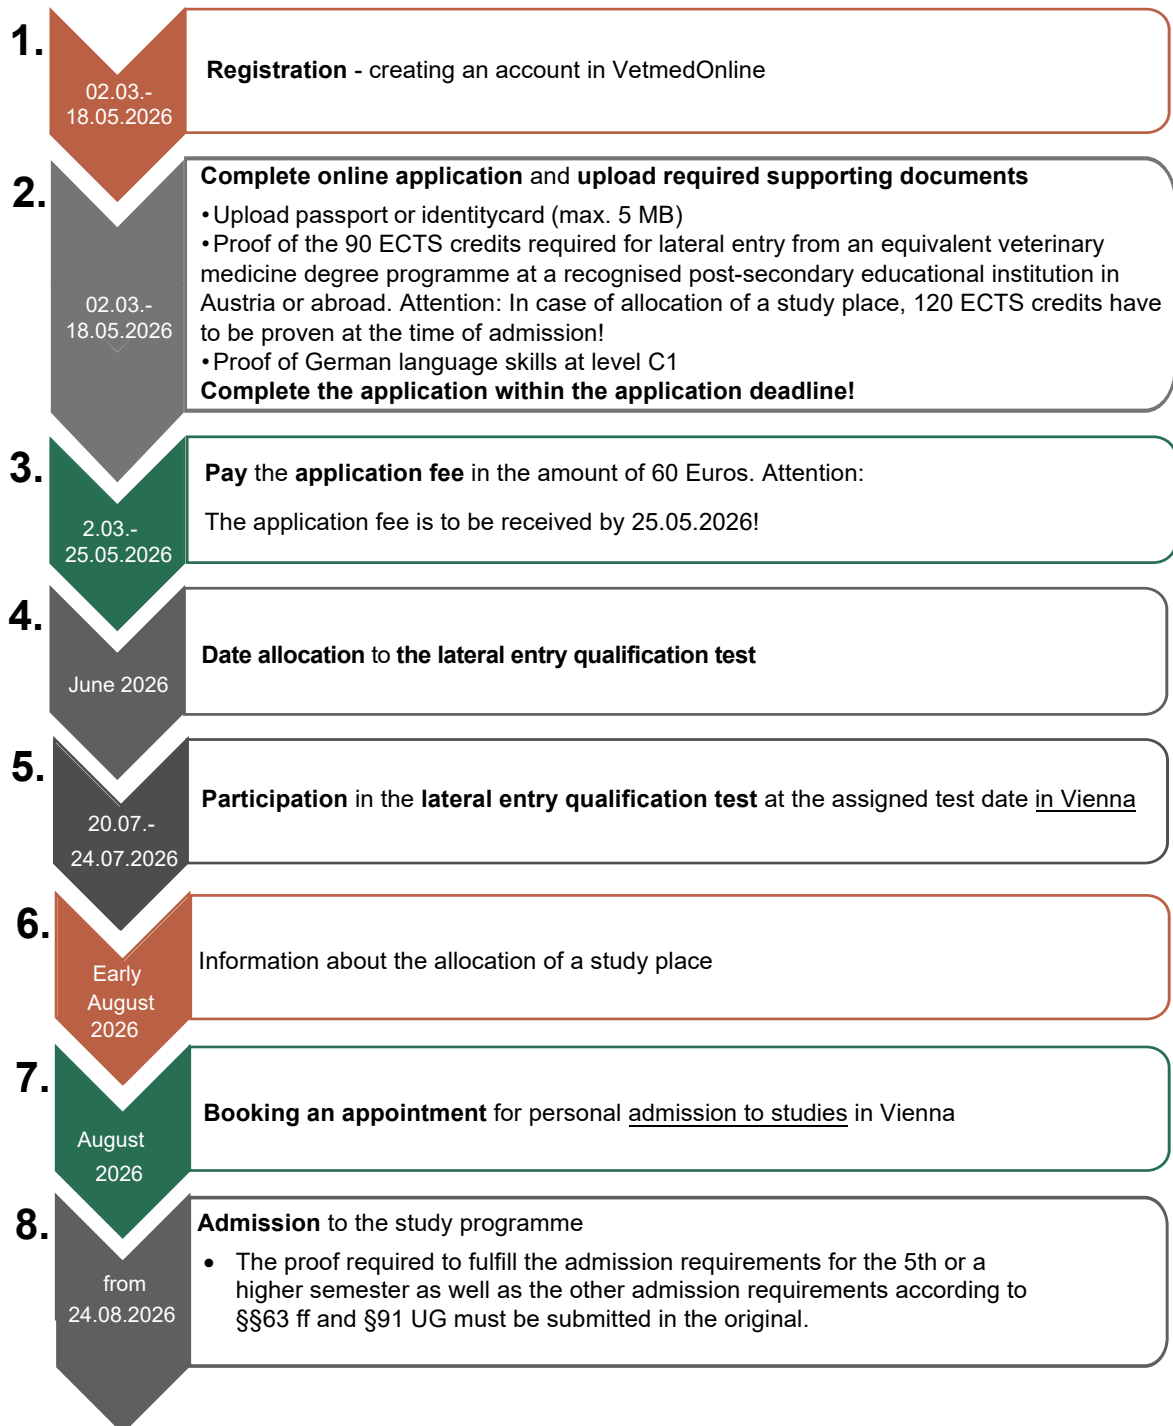 1.
02.03.-
18.05.2026
Registration - creating an account in VetmedOnline
2.
02.03.-
18.05.2026
Complete online application and upload required supporting documents
•Upload passport or identitycard (max. 5 MB)
•Proof of the 90 ECTS credits required for lateral entry from an equivalent veterinary
medicine degree programme at a recognised post-secondary educational institution in
Austria or abroad. Attention: In case of allocation of a study place, 120 ECTS credits have
to be proven at the time of admission!
•Proof of German language skills at level C1
Complete the application within the application deadline!
3.
2.03.-
25.05.2026
Pay the application fee in the amount of 60 Euros. Attention:
The application fee is to be received by 25.05.2026!
4.
June 2026
Date allocation to the lateral entry qualification test
5.
20.07.-
24.07.2026
Participation in the lateral entry qualification test at the assigned test date in Vienna
6.
Early
August
2026
Information about the allocation of a study place
7.
August
2026
Booking an appointment for personal admission to studies in Vienna
8.
from
24.08.2026
Admission to the study programme
• The proof required to fulfill the admission requirements for the 5th or a
higher semester as well as the other admission requirements according to
§§63 ff and §91 UG must be submitted in the original.